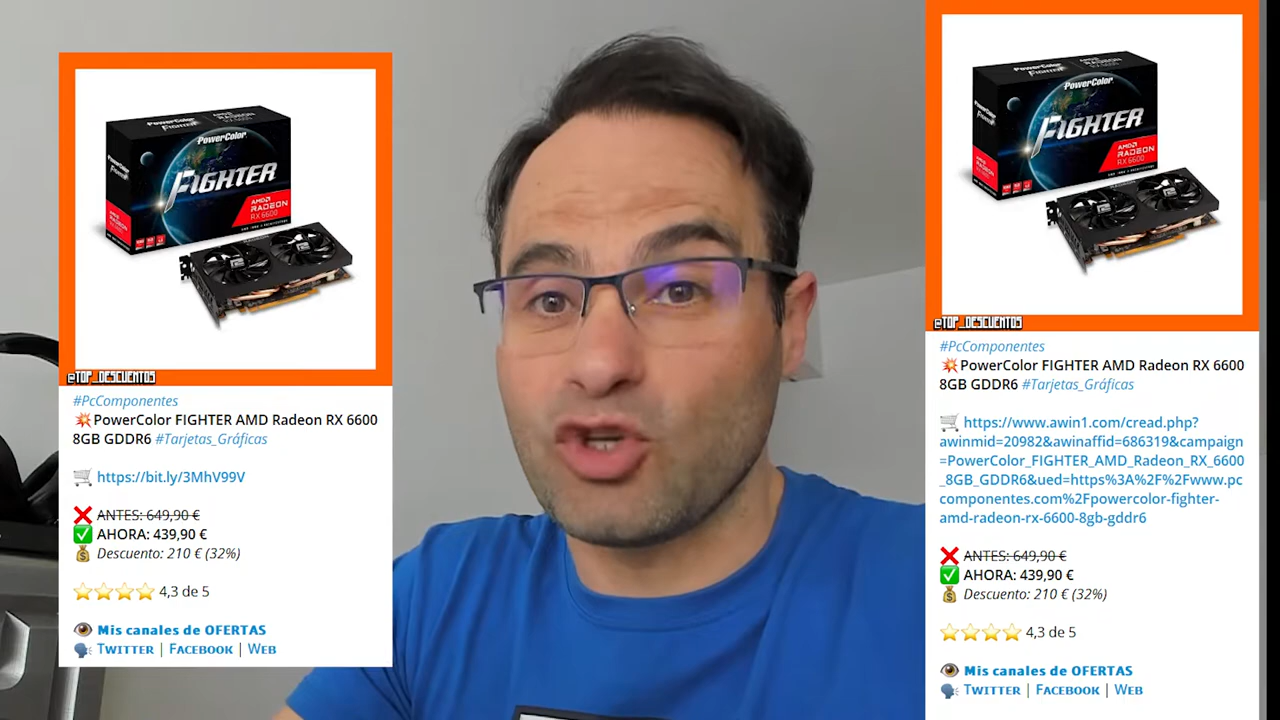 PowerColor
FIGHTER
AMD
RADEON
RX 6600
@TOP_DESCUENTOS
#PcComponentes
💥PowerColor FIGHTER AMD Radeon RX 6600
8GB GDDR6 #Tarjetas_Gráficas
🛒 https://bit.ly/3MhV99V
❌ ANTES: 649,90 €
✅ AHORA: 439,90 €
💰 Descuento: 210 € (32%)
⭐⭐⭐⭐ 4,3 de 5
👁 Mis canales de OFERTAS
🗣 Twitter | Facebook | Web
PowerColor
FIGHTER
AMD
RADEON
RX 6600
@TOP_DESCUENTOS
#PcComponentes
💥PowerColor FIGHTER AMD Radeon RX 6600
8GB GDDR6 #Tarjetas_Gráficas
🛒 https://www.awin1.com/cread.php?
awinmid=20982&awinaffid=686319&campaign
=PowerColor_FIGHTER_AMD_Radeon_RX_6600
_8GB_GDDR6&ued=https%3A%2F%2Fwww.pc
componentes.com%2Fpowercolor-fighter-
amd-radeon-rx-6600-8gb-gddr6
❌ ANTES: 649,90 €
✅ AHORA: 439,90 €
💰 Descuento: 210 € (32%)
⭐⭐⭐⭐ 4,3 de 5
👁 Mis canales de OFERTAS
🗣 Twitter | Facebook | Web